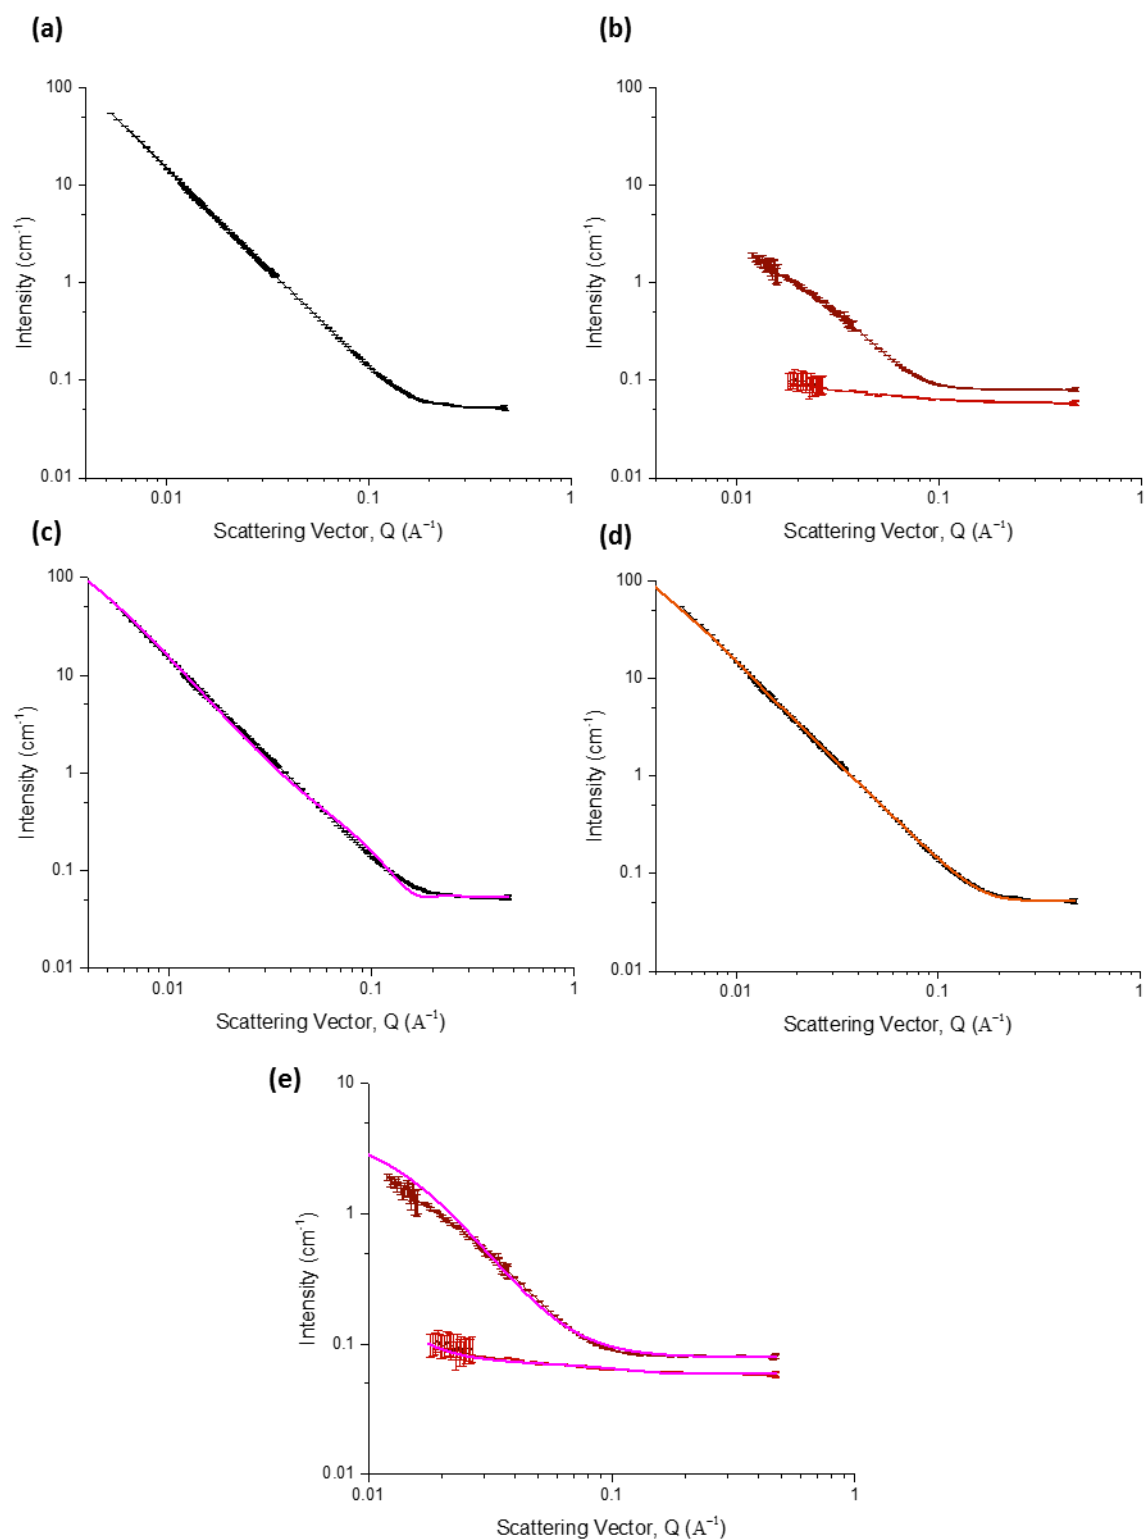 (a)
(b)
100
10
1
0.1
0.01
Intensity (cm⁻¹)
0.01
0.1
1
Scattering Vector, Q (A⁻¹)
100
10
1
0.1
0.01
Intensity (cm⁻¹)
0.01
0.1
1
Scattering Vector, Q (A⁻¹)
(c)
(d)
100
10
1
0.1
0.01
Intensity (cm⁻¹)
0.01
0.1
1
Scattering Vector, Q (A⁻¹)
100
10
1
0.1
0.01
Intensity (cm⁻¹)
0.01
0.1
1
Scattering Vector, Q (A⁻¹)
(e)
10
1
0.1
0.01
Intensity (cm⁻¹)
0.01
0.1
1
Scattering Vector, Q (A⁻¹)